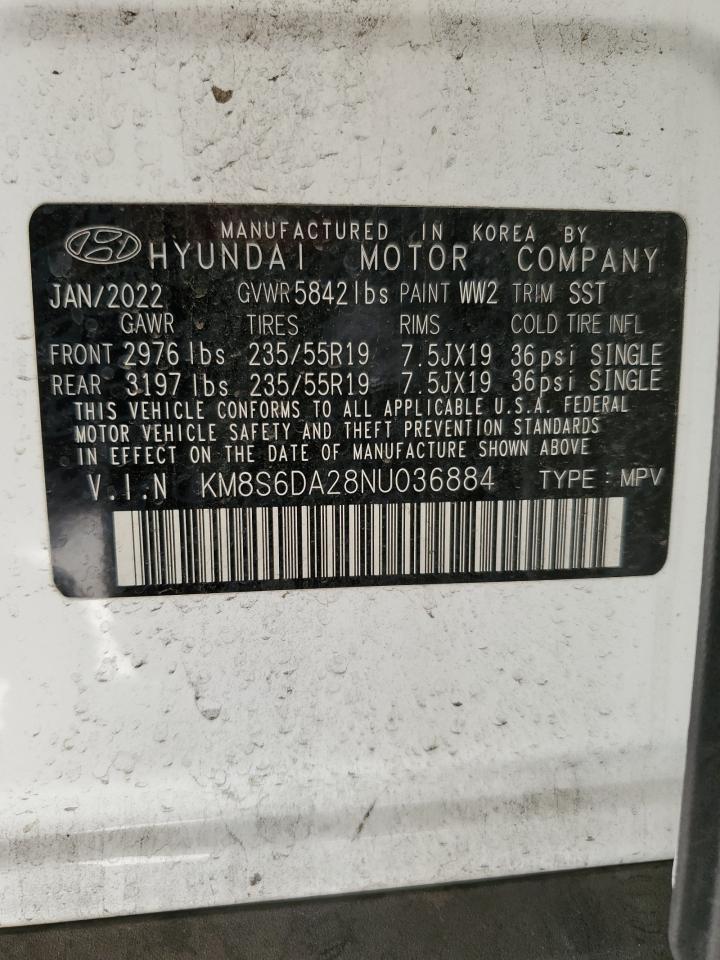 MANUFACTURED IN KOREA BY
HYUNDAI MOTOR COMPANY
JAN/2022 GVWR 5842 lbs PAINT WW2 TRIM SST
GAWR TIRES RIMS COLD TIRE INFL
FRONT 2976 lbs 235/55R19 7.5JX19 36psi SINGLE
REAR 3197 lbs 235/55R19 7.5JX19 36psi SINGLE
THIS VEHICLE CONFORMS TO ALL APPLICABLE U.S.A. FEDERAL
MOTOR VEHICLE SAFETY AND THEFT PREVENTION STANDARDS
IN EFFECT ON THE DATE OF MANUFACTURE SHOWN ABOVE
V.I.N KM8S6DA28NU036884 TYPE : MPV